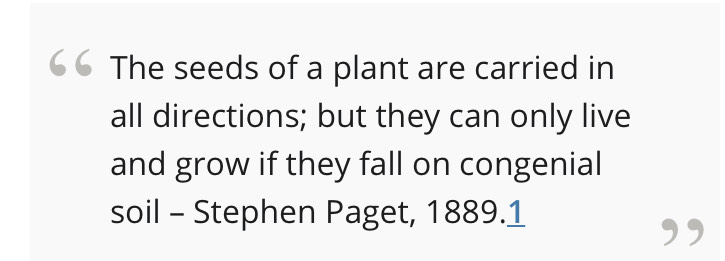 “ The seeds of a plant are carried in
all directions; but they can only live
and grow if they fall on congenial
soil – Stephen Paget, 1889.1 ”